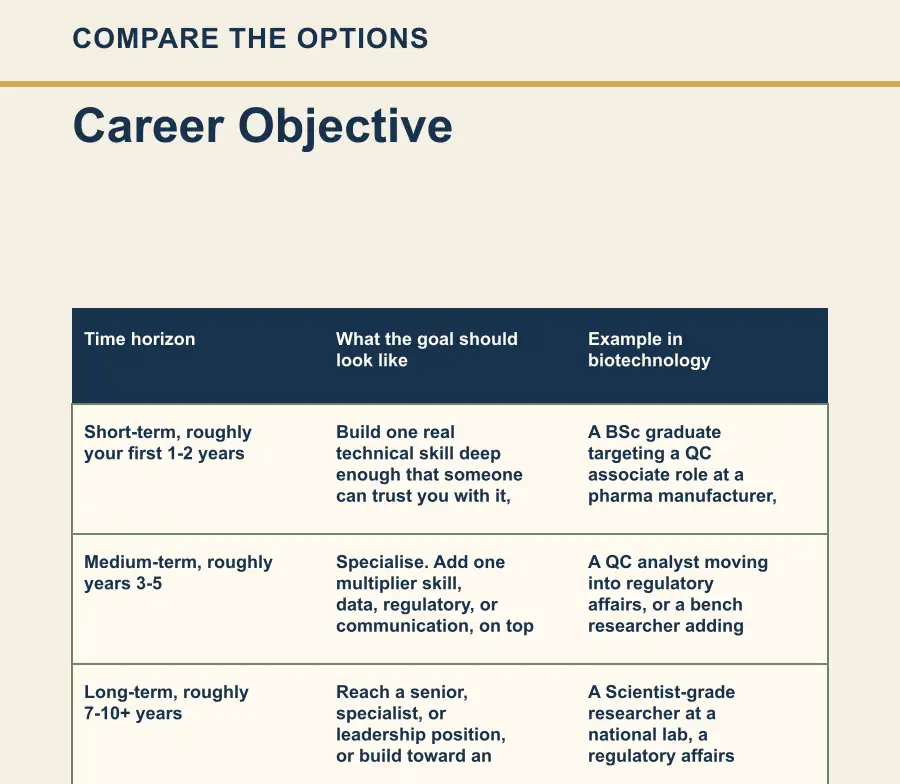 COMPARE THE OPTIONS
Career Objective
Time horizon
What the goal should
look like
Example in
biotechnology
Short-term, roughly
your first 1-2 years
Build one real
technical skill deep
enough that someone
can trust you with it,
A BSc graduate
targeting a QC
associate role at a
pharma manufacturer,
Medium-term, roughly
years 3-5
Specialise. Add one
multiplier skill,
data, regulatory, or
communication, on top
A QC analyst moving
into regulatory
affairs, or a bench
researcher adding
Long-term, roughly
7-10+ years
Reach a senior,
specialist, or
leadership position,
or build toward an
A Scientist-grade
researcher at a
national lab, a
regulatory affairs